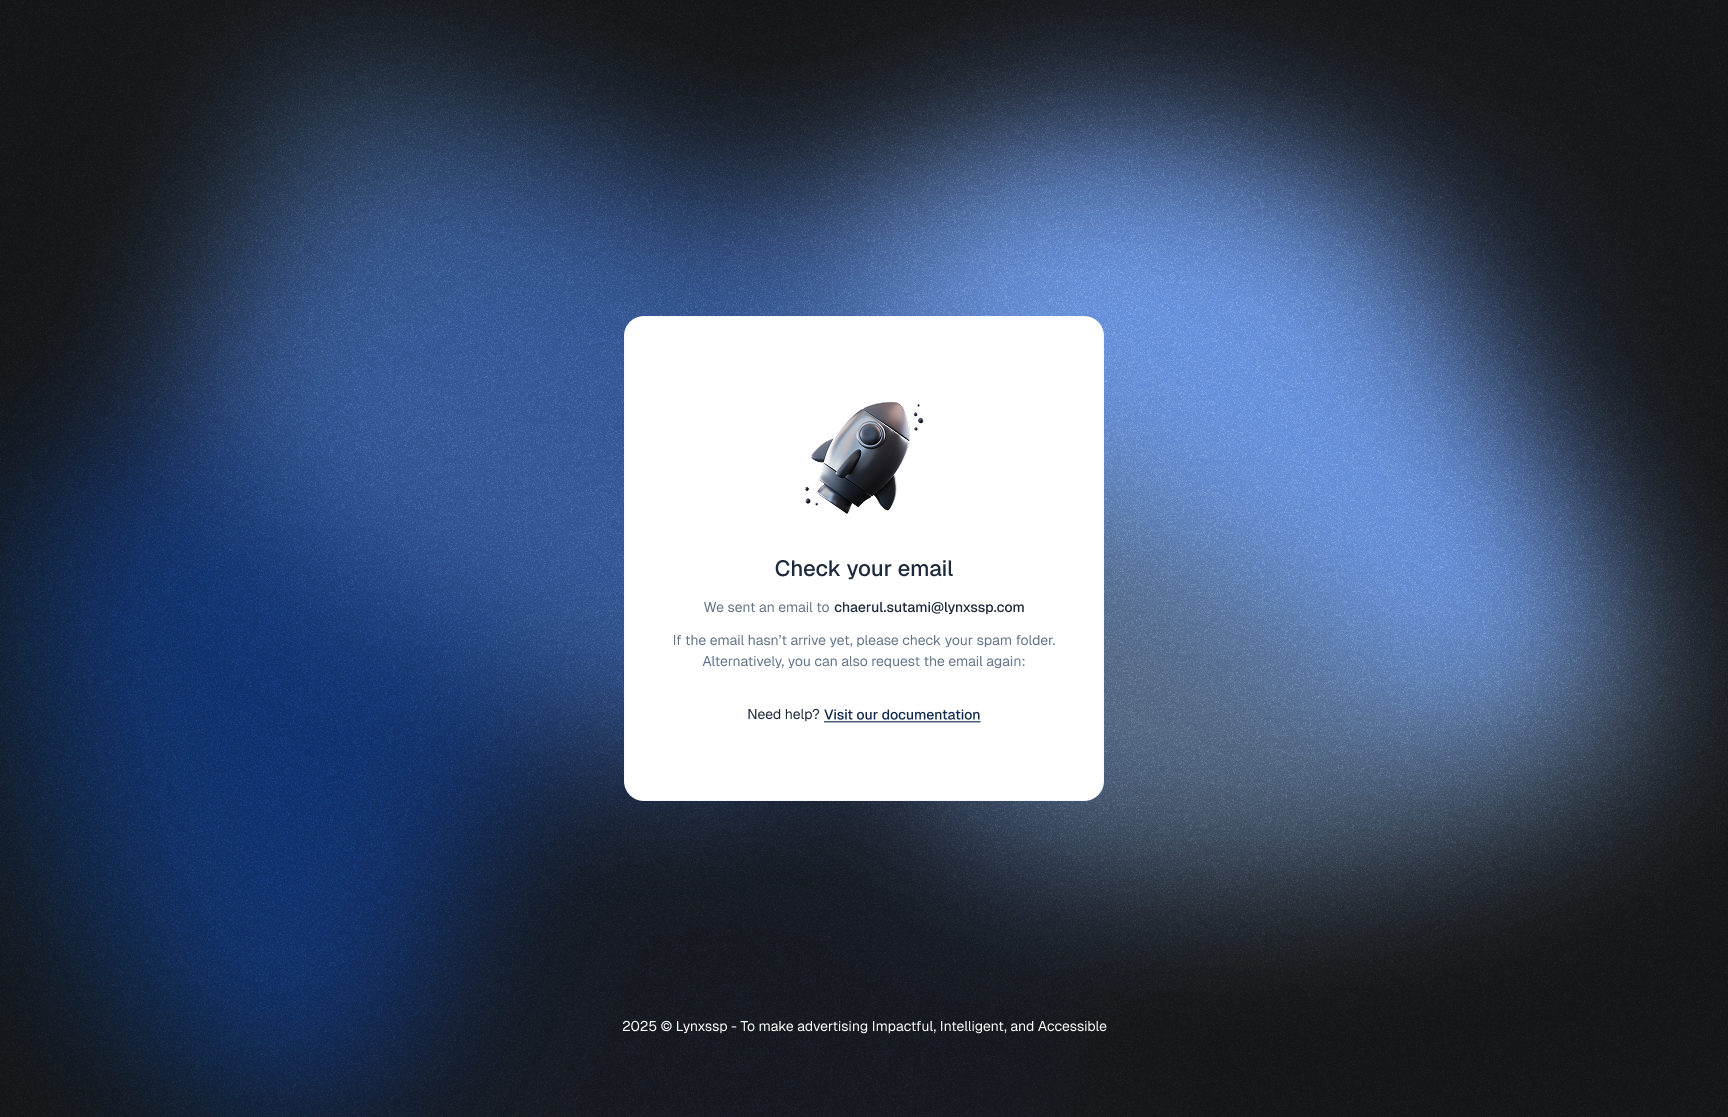 Check your email
We sent an email to chaerul.sutami@lynxssp.com
If the email hasn't arrive yet, please check your spam folder.
Alternatively, you can also request the email again:
Need help? Visit our documentation
2025 © Lynxssp - To make advertising Impactful, Intelligent, and Accessible